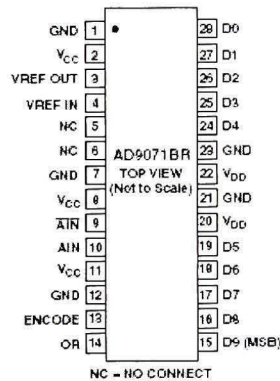 GND 1 28 D0
VCC 2 27 D1
VREF OUT 3 26 D2
VREF IN 4 25 D3
NC 5 24 D4
NC 6 23 GND
AD9071BR
GND 7 22 VDD
TOP VIEW
(Not to Scale)
VCC 8 21 GND
A̅I̅N̅ 9 20 VDD
AIN 10 19 D5
VCC 11 18 D6
GND 12 17 D7
ENCODE 13 16 D8
OR 14 15 D9 (MSB)
NC = NO CONNECT